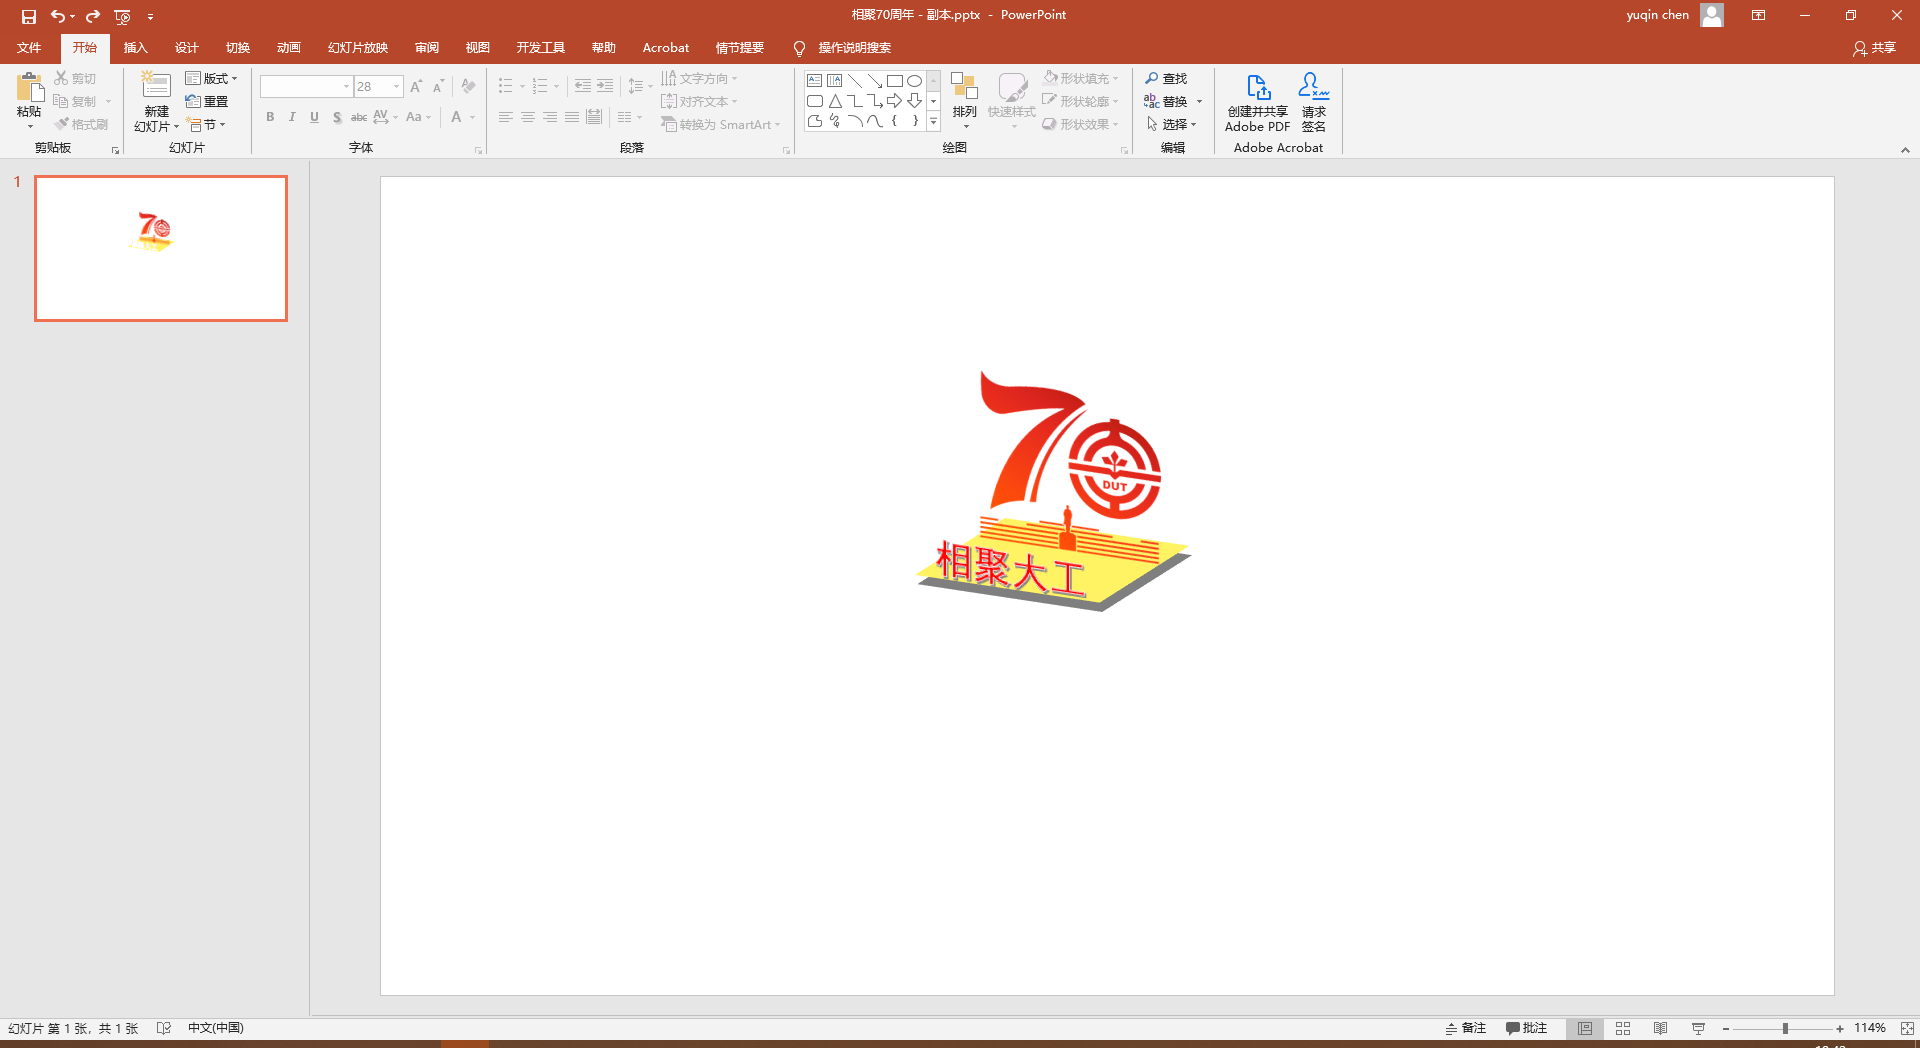 相聚70周年 - 副本.pptx - PowerPoint
yuqin chen
文件 开始 插入 设计 切换 动画 幻灯片放映 审阅 视图 开发工具 帮助 Acrobat 情节提要 操作说明搜索 共享
粘贴
剪切
复制
格式刷
剪贴板
新建
幻灯片
版式
重置
节
幻灯片
28
B I U S abc AV Aa A
字体
文字方向
对齐文本
转换为 SmartArt
段落
排列
快速样式
形状填充
形状轮廓
形状效果
绘图
查找
替换
选择
编辑
创建并共享
Adobe PDF
请求
签名
Adobe Acrobat
1
70
DUT
相聚大工
幻灯片 第 1 张，共 1 张 中文(中国) 备注 批注 114%